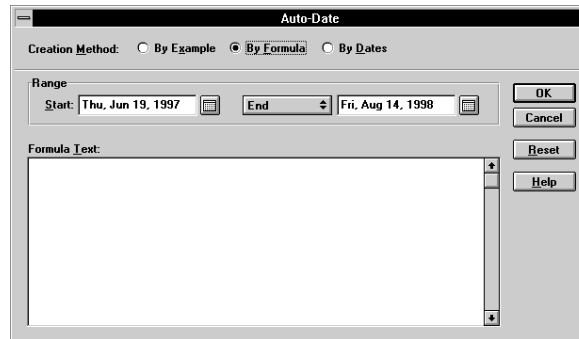 Auto-Date
Creation Method: By Example By Formula By Dates
Range
Start: Thu, Jun 19, 1997 End Fri, Aug 14, 1998
OK
Cancel
Formula Text:
Reset
Help